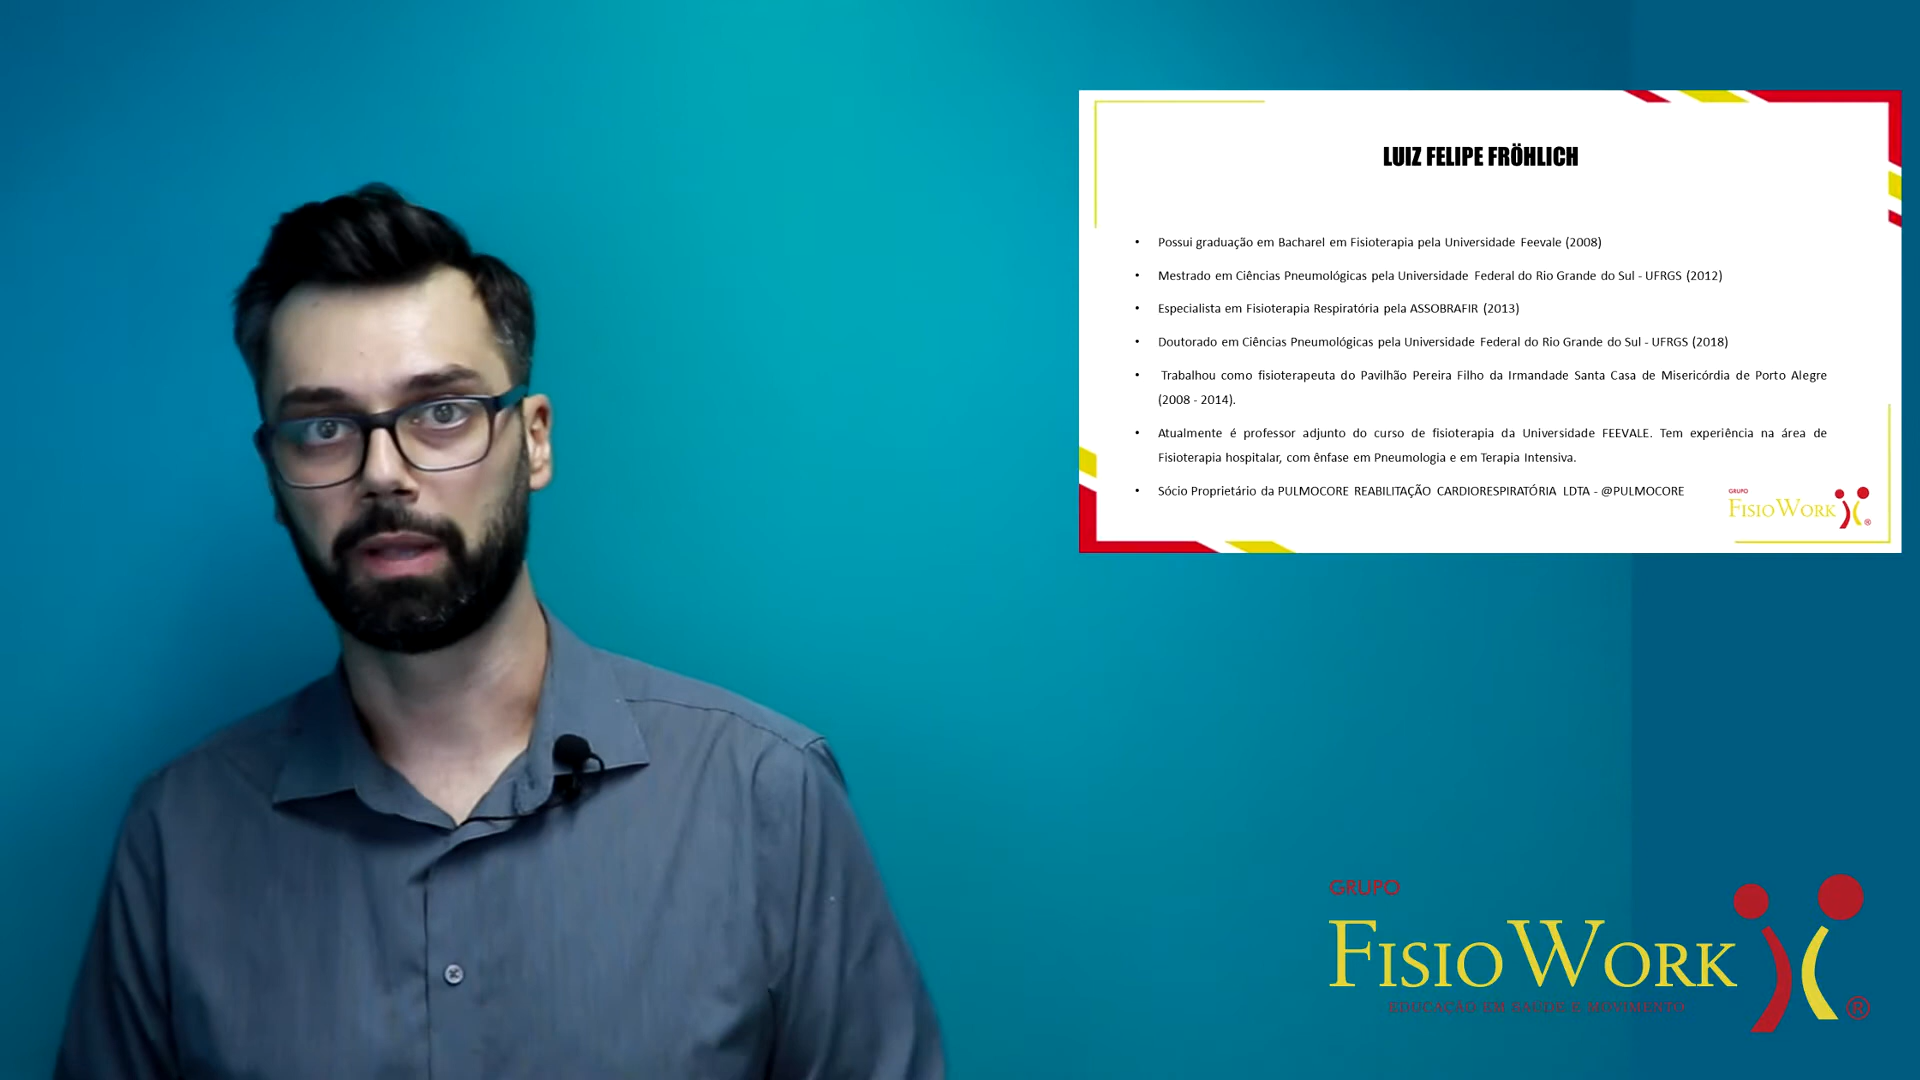 LUIZ FELIPE FRÖHLICH
• Possui graduação em Bacharel em Fisioterapia pela Universidade Feevale (2008)
• Mestrado em Ciências Pneumológicas pela Universidade Federal do Rio Grande do Sul - UFRGS (2012)
• Especialista em Fisioterapia Respiratória pela ASSOBRAFIR (2013)
• Doutorado em Ciências Pneumológicas pela Universidade Federal do Rio Grande do Sul - UFRGS (2018)
• Trabalhou como fisioterapeuta do Pavilhão Pereira Filho da Irmandade Santa Casa de Misericórdia de Porto Alegre
(2008 - 2014).
• Atualmente é professor adjunto do curso de fisioterapia da Universidade FEEVALE. Tem experiência na área de
Fisioterapia hospitalar, com ênfase em Pneumologia e em Terapia Intensiva.
• Sócio Proprietário da PULMOCORE REABILITAÇÃO CARDIORESPIRATÓRIA LDTA - @PULMOCORE
GRUPO
FISIOWORK ®
GRUPO
FISIOWORK
EDUCAÇÃO EM SAÚDE E MOVIMENTO ®